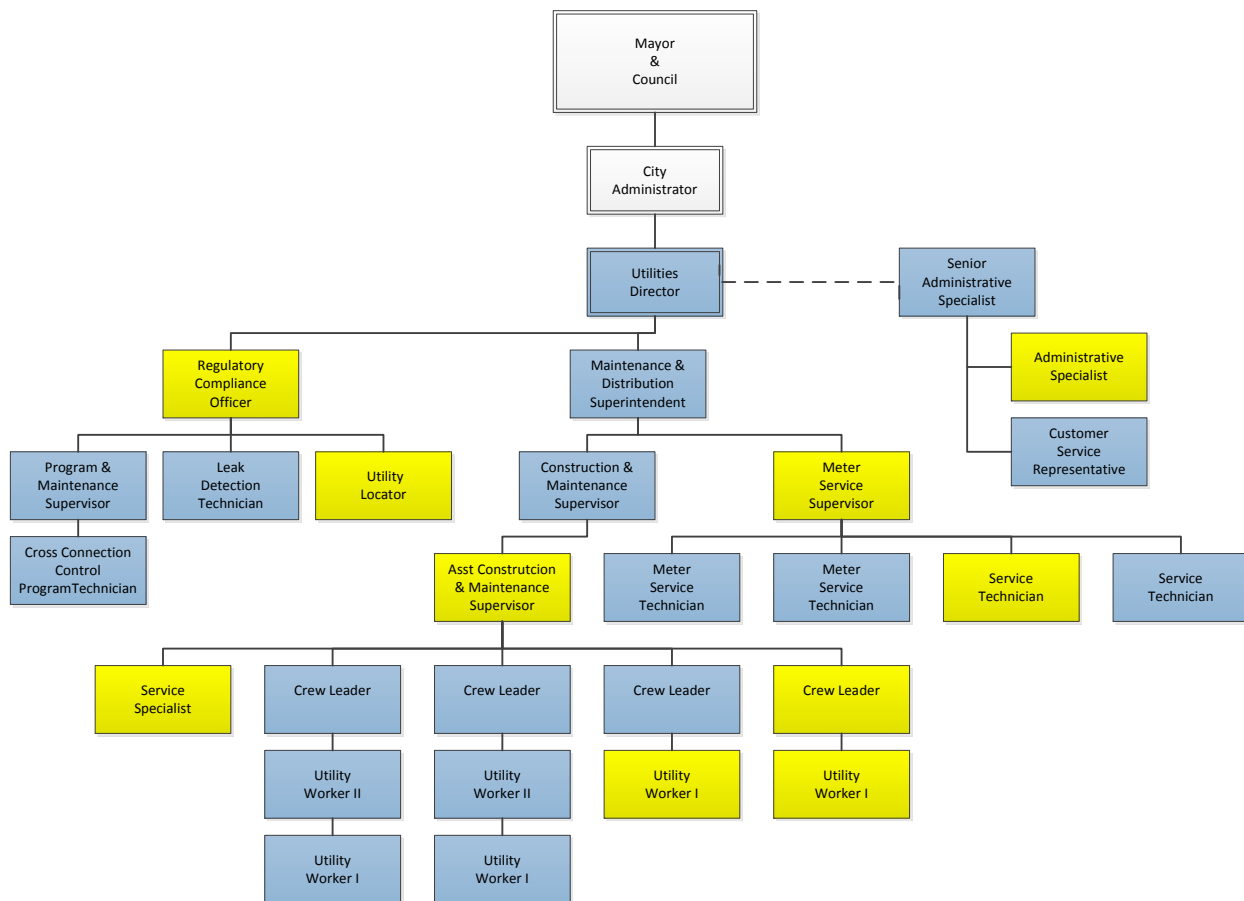 Mayor
&
Council
City
Administrator
Utilities
Director
Senior
Administrative
Specialist
Administrative
Specialist
Customer
Service
Representative
Regulatory
Compliance
Officer
Maintenance &
Distribution
Superintendent
Program &
Maintenance
Supervisor
Leak
Detection
Technician
Utility
Locator
Construction &
Maintenance
Supervisor
Meter
Service
Supervisor
Cross Connection
Control
ProgramTechnician
Asst Construtcion
& Maintenance
Supervisor
Meter
Service
Technician
Meter
Service
Technician
Service
Technician
Service
Technician
Service
Specialist
Crew Leader
Crew Leader
Crew Leader
Crew Leader
Utility
Worker II
Utility
Worker II
Utility
Worker I
Utility
Worker I
Utility
Worker I
Utility
Worker I